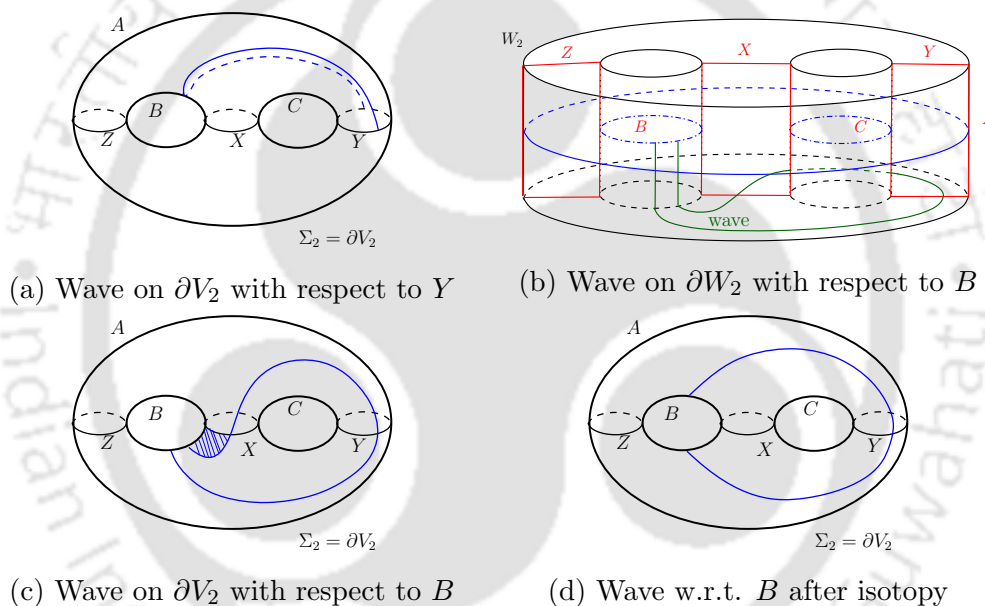 A
B
C
Z
X
Y
Σ₂ = ∂V₂
(a) Wave on ∂V₂ with respect to Y
W₂
Z
X
Y
B
C
wave
(b) Wave on ∂W₂ with respect to B
A
B
C
Z
X
Y
Σ₂ = ∂V₂
(c) Wave on ∂V₂ with respect to B
A
B
C
Z
X
Y
Σ₂ = ∂V₂
(d) Wave w.r.t. B after isotopy